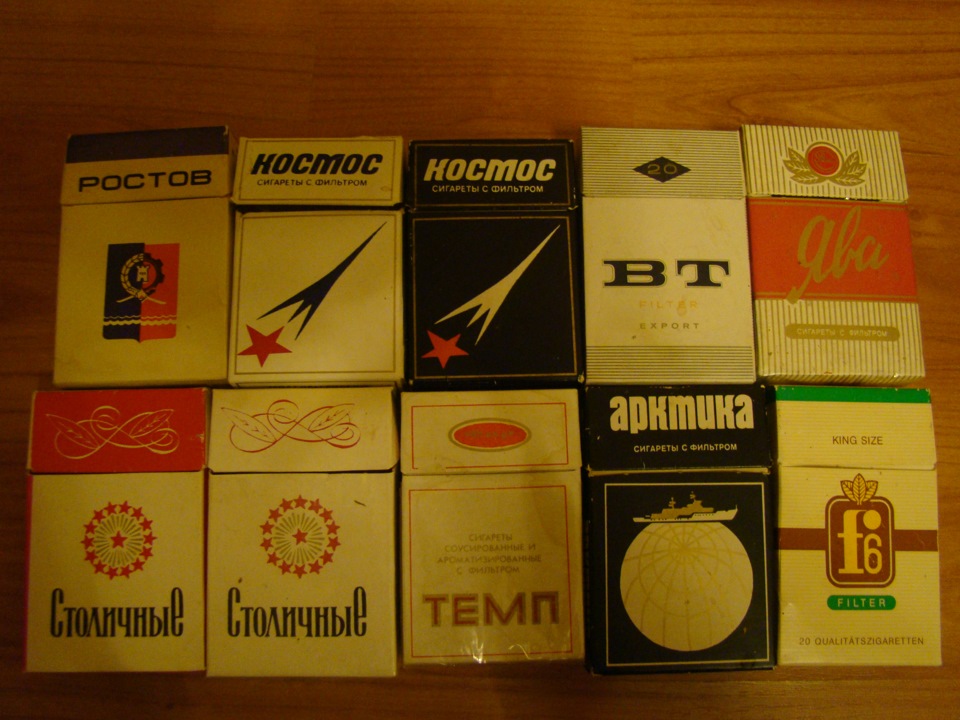 РОСТОВ
КОСМОС
СИГАРЕТЫ С ФИЛЬТРОМ
КОСМОС
СИГАРЕТЫ С ФИЛЬТРОМ
20
BT
FILTER
EXPORT
Ява
СИГАРЕТЫ С ФИЛЬТРОМ
Столичные
Столичные
СИГАРЕТЫ
СОУСИРОВАННЫЕ И
АРОМАТИЗИРОВАННЫЕ
С ФИЛЬТРОМ
ТЕМП
арктика
СИГАРЕТЫ С ФИЛЬТРОМ
KING SIZE
f6
FILTER
20 QUALITÄTSZIGARETTEN